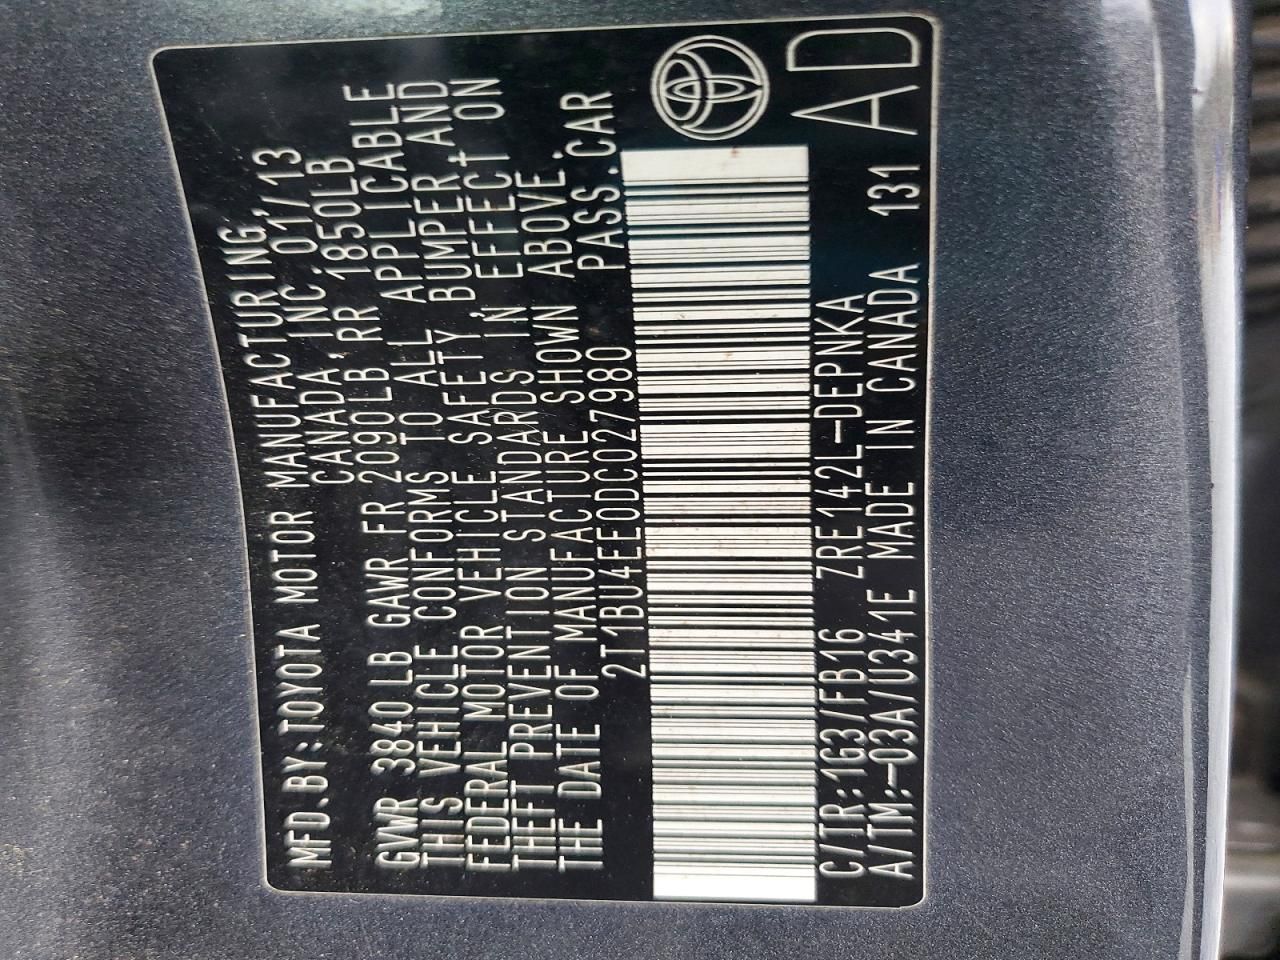 MFD.BY:TOYOTA MOTOR MANUFACTURING,
CANADA, INC. 01/13
GVWR 3840LB GAWR FR 2090LB RR 1850LB
THIS VEHICLE CONFORMS TO ALL APPLICABLE
FEDERAL MOTOR VEHICLE SAFETY, BUMPER, AND
THEFT PREVENTION STANDARDS IN EFFECT ON
THE DATE OF MANUFACTURE SHOWN ABOVE.
2T1BU4EE0DC027980 PASS.CAR
C/TR:1G3/FB16 ZRE142L-DEPNKA
A/TM:-03A/U341E MADE IN CANADA 131
AD